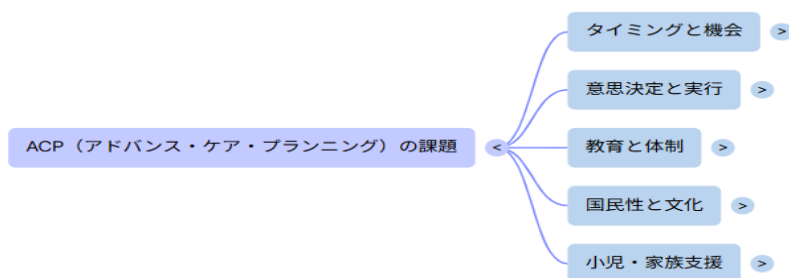 タイミングと機会 >
意思決定と実行 >
ACP（アドバンス・ケア・プランニング）の課題 <
教育と体制 >
国民性と文化 >
小児・家族支援 >